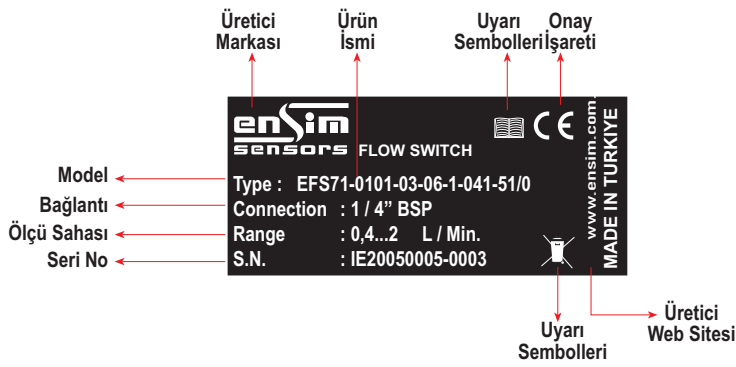 Üretici
Markası
Ürün
İsmi
Uyarı
Sembolleri
Onay
İşareti
ensim
sensors FLOW SWITCH
CE
www.ensim.com.
MADE IN TURKIYE
Model
Type : EFS71-0101-03-06-1-041-51/0
Bağlantı
Connection : 1 / 4” BSP
Ölçü Sahası
Range : 0,4...2 L / Min.
Seri No
S.N. : IE20050005-0003
Uyarı
Sembolleri
Üretici
Web Sitesi